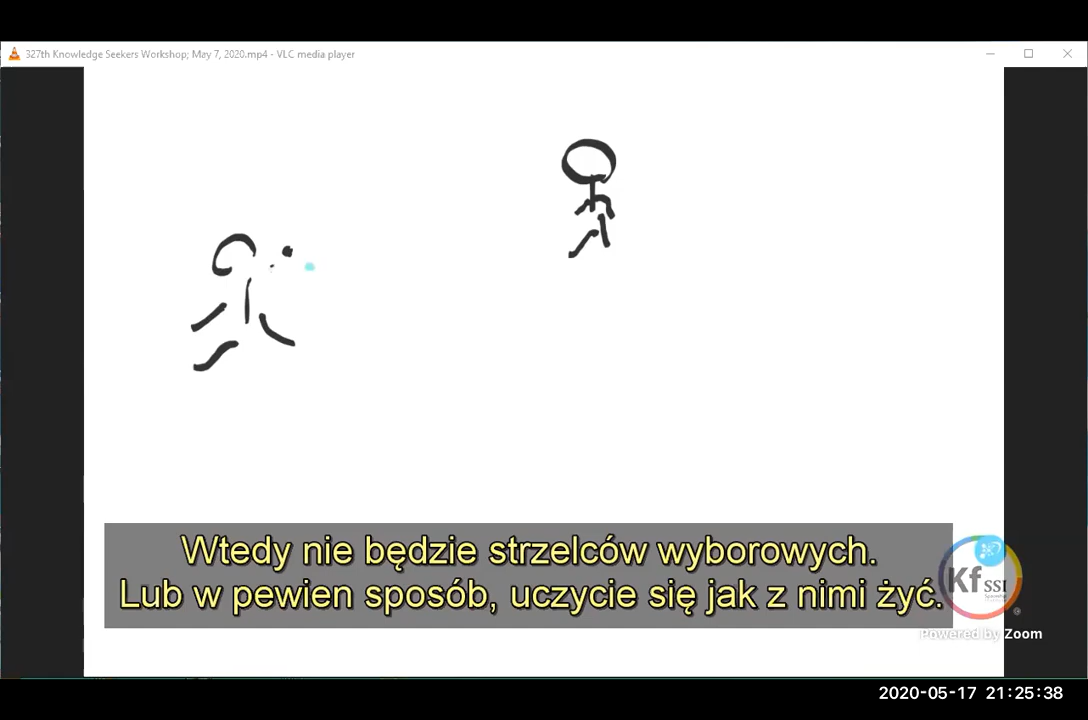 327th Knowledge Seekers Workshop; May 7, 2020.mp4 - VLC media player
Wtedy nie będzie strzelców wyborowych.
Lub w pewien sposób, uczycie się jak z nimi żyć.
Kf SSI
Powered by Zoom
2020-05-17 21:25:38